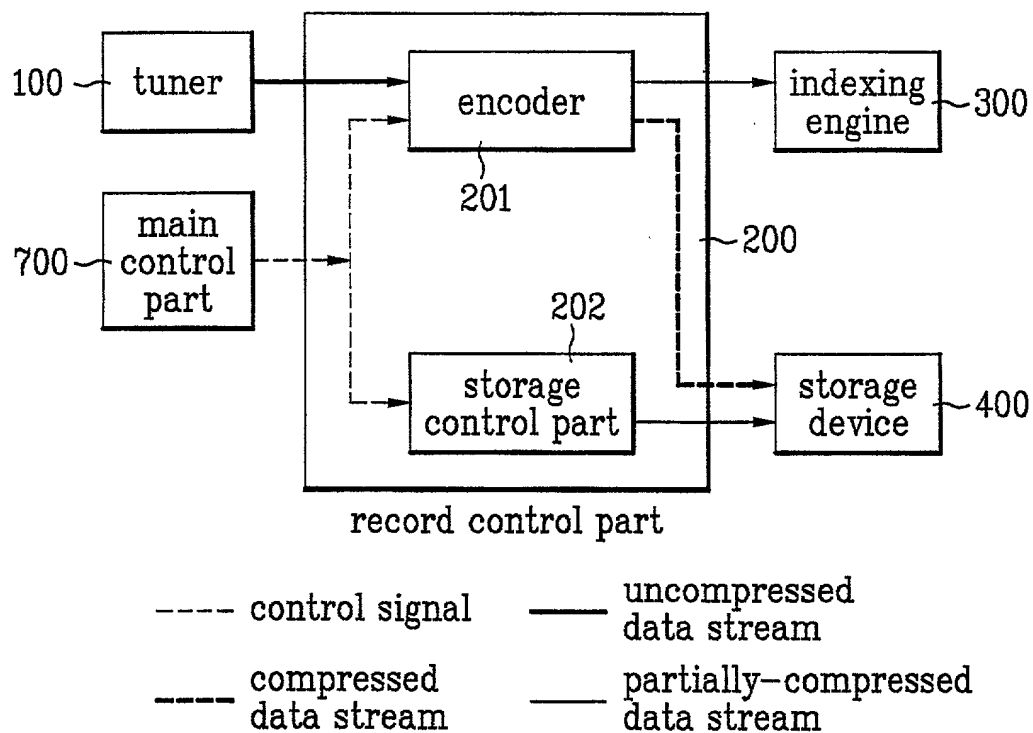 100
tuner
encoder
201
indexing
engine
300
main
control
part
700
200
202
storage
control part
storage
device
400
record control part
control signal
uncompressed
data stream
compressed
data stream
partially-compressed
data stream